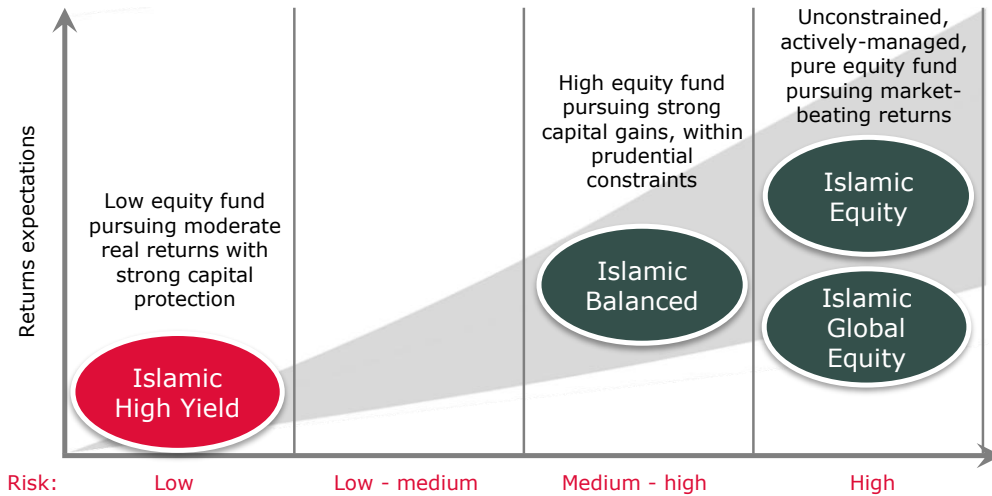 Returns expectations
Low equity fund
pursuing moderate
real returns with
strong capital
protection
Islamic
High Yield
High equity fund
pursuing strong
capital gains, within
prudential
constraints
Islamic
Balanced
Unconstrained,
actively-managed,
pure equity fund
pursuing market-
beating returns
Islamic
Equity
Islamic
Global
Equity
Risk: Low Low - medium Medium - high High